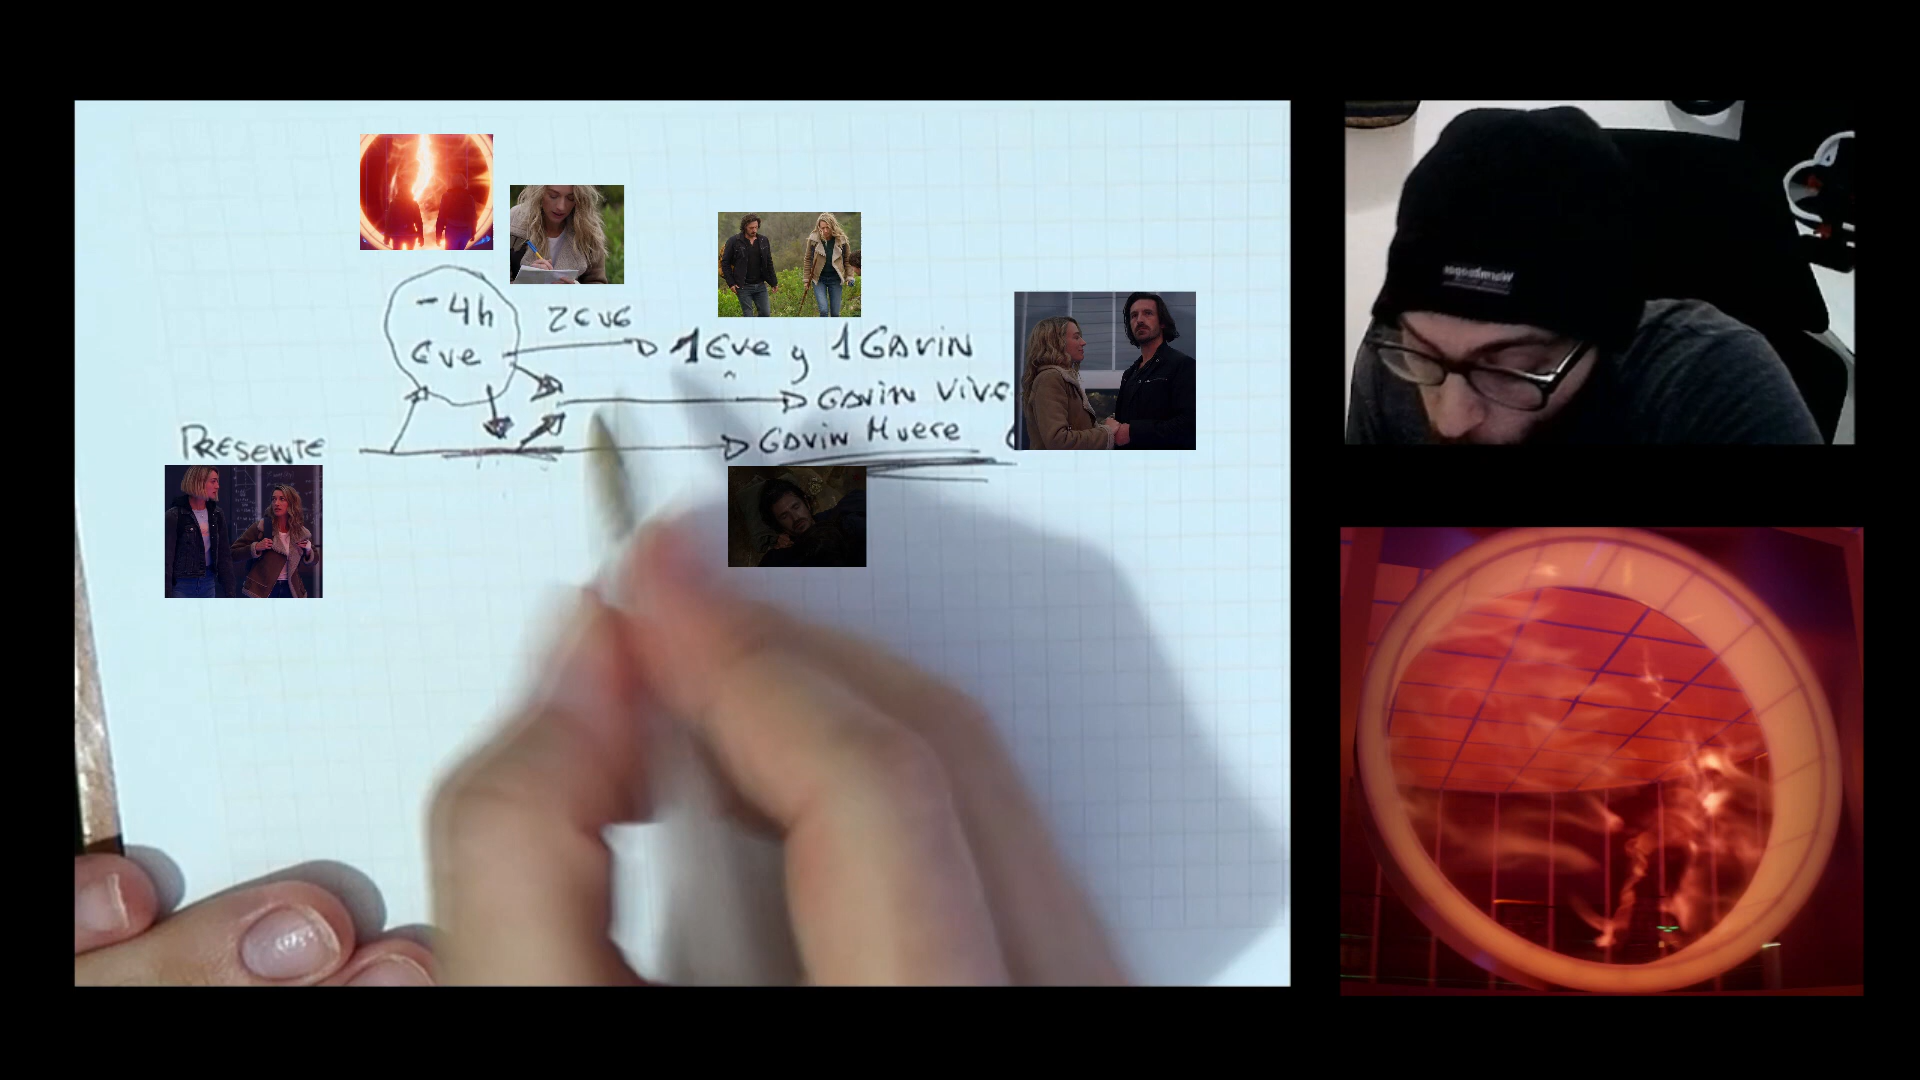 -4h
Eve
2 EVE
1 Eve y 1 GAVIN
GAVIN VIVE
PRESENTE
GAVIN MUERE